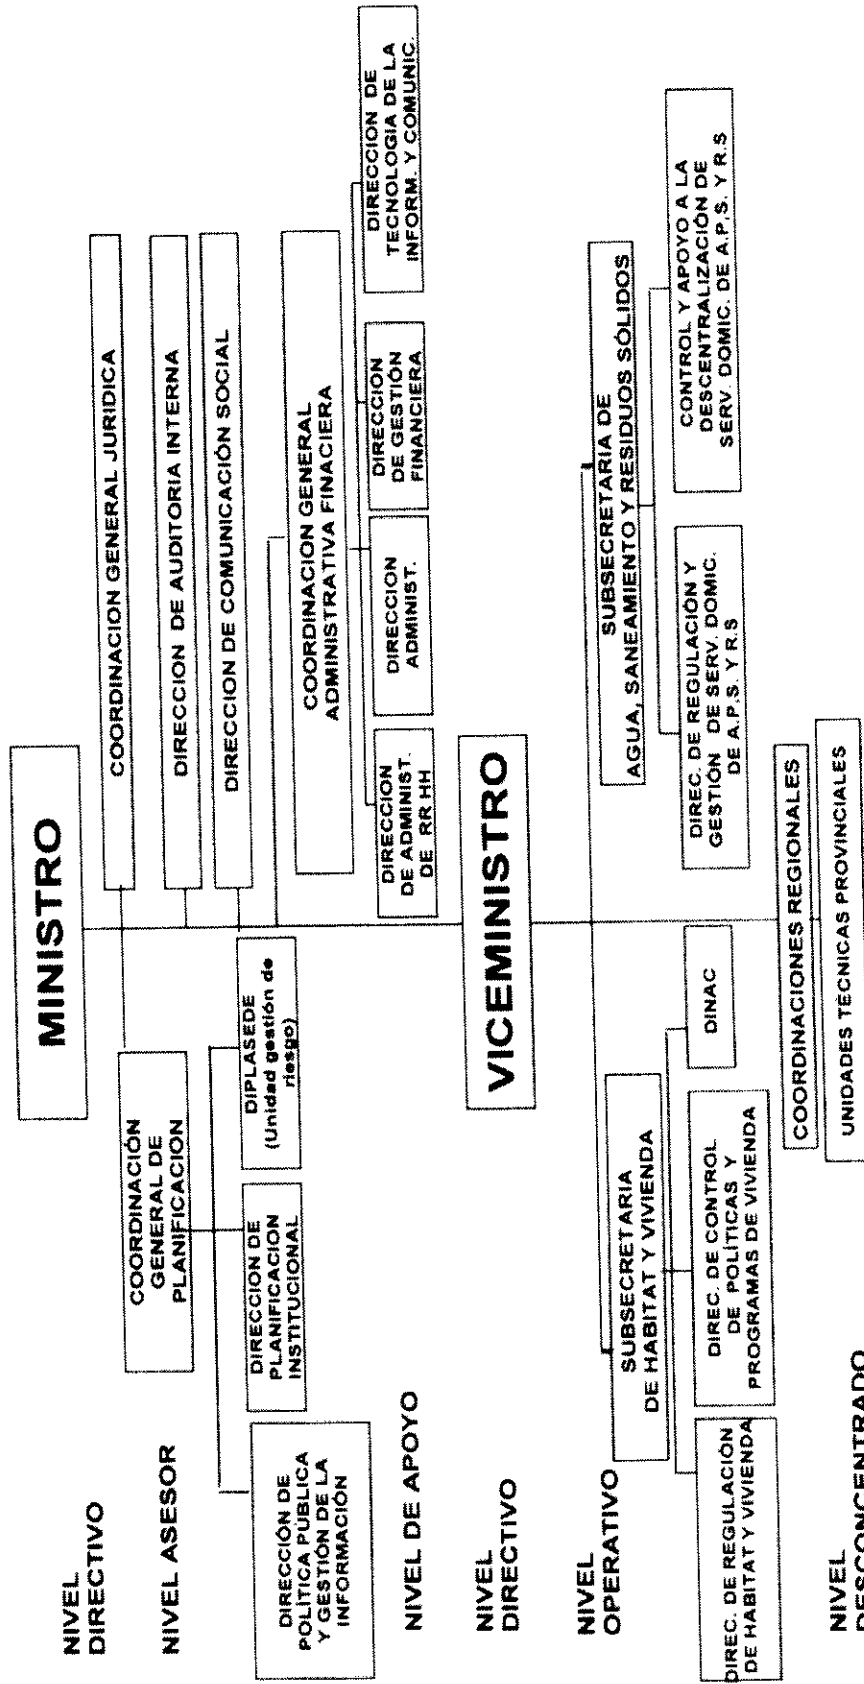 MINISTRO
NIVEL
DIRECTIVO
COORDINACION GENERAL JURIDICA
NIVEL ASESOR
COORDINACIÓN
GENERAL DE
PLANIFICACION
DIRECCION DE AUDITORIA INTERNA
DIRECCION DE COMUNICACIÓN SOCIAL
DIRECCIÓN DE
POLÍTICA PÚBLICA
Y GESTIÓN DE LA
INFORMACIÓN
DIRECCION DE
PLANIFICACION
INSTITUCIONAL
DIPLASEDE
(Unidad gestión de
riesgo)
NIVEL DE APOYO
COORDINACION GENERAL
ADMINISTRATIVA FINACIERA
DIRECCION
DE ADMINIST.
DE RR HH
DIRECCION
ADMINIST.
DIRECCION
DE GESTIÓN
FINANCIERA
DIRECCION DE
TECNOLOGIA DE LA
INFORM. Y COMUNIC.
NIVEL
DIRECTIVO
VICEMINISTRO
NIVEL
OPERATIVO
SUBSECRETARIA
DE HABITAT Y VIVIENDA
SUBSECRETARIA DE
AGUA, SANEAMIENTO Y RESIDUOS SÓLIDOS
DIREC. DE REGULACIÓN
DE HABITAT Y VIVIENDA
DIREC. DE CONTROL
DE POLÍTICAS Y
PROGRAMAS DE VIVIENDA
DINAC
DIREC. DE REGULACIÓN Y
GESTIÓN DE SERV. DOMIC.
DE A.P.S. Y R.S
CONTROL Y APOYO A LA
DESCENTRALIZACIÓN DE
SERV. DOMIC. DE A.P.S. Y R.S
NIVEL
DESCONCENTRADO
COORDINACIONES REGIONALES
UNIDADES TÉCNICAS PROVINCIALES